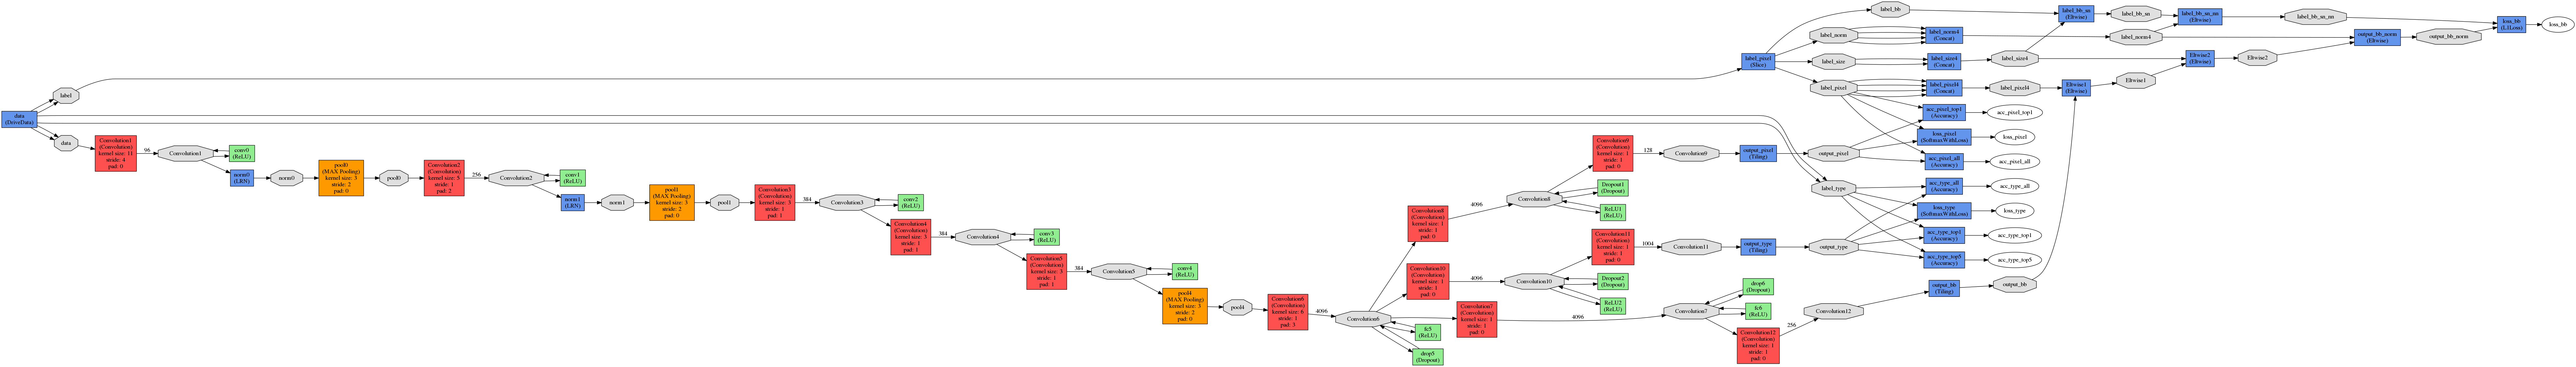 data
(DriveData)
label
data
Convolution1
(Convolution)
kernel size: 11
stride: 4
pad: 0
96
Convolution1
conv0
(ReLU)
norm0
(LRN)
norm0
pool0
(MAX Pooling)
kernel size: 3
stride: 2
pad: 0
pool0
Convolution2
(Convolution)
kernel size: 5
stride: 1
pad: 2
256
Convolution2
conv1
(ReLU)
norm1
(LRN)
norm1
pool1
(MAX Pooling)
kernel size: 3
stride: 2
pad: 0
pool1
Convolution3
(Convolution)
kernel size: 3
stride: 1
pad: 1
384
Convolution3
conv2
(ReLU)
Convolution4
(Convolution)
kernel size: 3
stride: 1
pad: 1
384
Convolution4
conv3
(ReLU)
Convolution5
(Convolution)
kernel size: 3
stride: 1
pad: 1
384
Convolution5
conv4
(ReLU)
pool4
(MAX Pooling)
kernel size: 3
stride: 2
pad: 0
pool4
Convolution6
(Convolution)
kernel size: 6
stride: 1
pad: 3
4096
Convolution6
fc5
(ReLU)
drop5
(Dropout)
Convolution8
(Convolution)
kernel size: 1
stride: 1
pad: 0
4096
Convolution8
Dropout1
(Dropout)
ReLU1
(ReLU)
Convolution9
(Convolution)
kernel size: 1
stride: 1
pad: 0
128
Convolution9
output_pixel
(Tiling)
output_pixel
Convolution10
(Convolution)
kernel size: 1
stride: 1
pad: 0
4096
Convolution10
Dropout2
(Dropout)
ReLU2
(ReLU)
Convolution11
(Convolution)
kernel size: 1
stride: 1
pad: 0
1004
Convolution11
output_type
(Tiling)
output_type
Convolution7
(Convolution)
kernel size: 1
stride: 1
pad: 0
4096
Convolution7
drop6
(Dropout)
fc6
(ReLU)
Convolution12
(Convolution)
kernel size: 1
stride: 1
pad: 0
256
Convolution12
output_bb
(Tiling)
output_bb
label_pixel
(Slice)
label_bb
label_norm
label_size
label_pixel
label_type
label_norm4
(Concat)
label_size4
(Concat)
label_pixel4
(Concat)
acc_pixel_top1
(Accuracy)
acc_pixel_top1
loss_pixel
(SoftmaxWithLoss)
loss_pixel
acc_pixel_all
(Accuracy)
acc_pixel_all
acc_type_all
(Accuracy)
acc_type_all
loss_type
(SoftmaxWithLoss)
loss_type
acc_type_top1
(Accuracy)
acc_type_top1
acc_type_top5
(Accuracy)
acc_type_top5
label_size4
label_pixel4
label_bb_sn
(Eltwise)
label_bb_sn
label_norm4
Eltwise1
(Eltwise)
Eltwise1
Eltwise2
(Eltwise)
Eltwise2
label_bb_sn_nn
(Eltwise)
label_bb_sn_nn
output_bb_norm
(Eltwise)
output_bb_norm
loss_bb
(L1Loss)
loss_bb